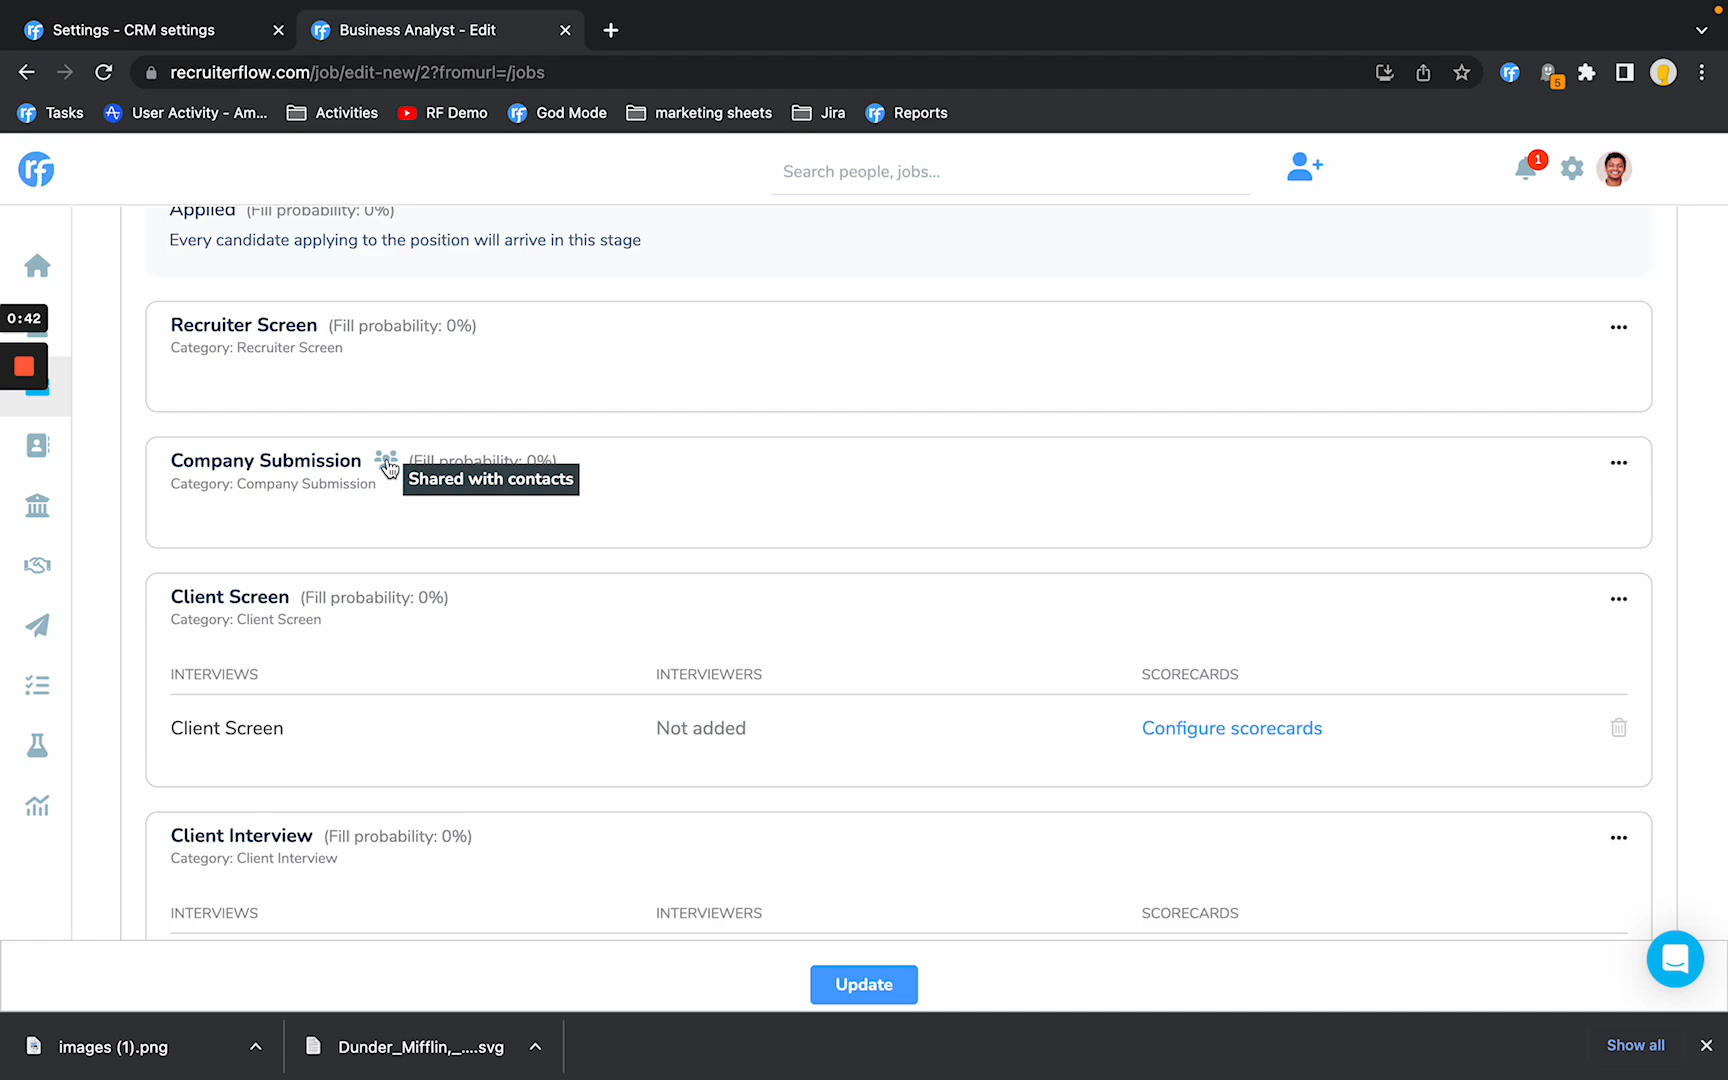 Settings - CRM settings
Business Analyst - Edit
recruiterflow.com/job/edit-new/2?fromurl=/jobs
5
Tasks
User Activity - Am...
Activities
RF Demo
God Mode
marketing sheets
Jira
Reports
rf
Search people, jobs...
1
Applied (Fill probability: 0%)
Every candidate applying to the position will arrive in this stage
0:42
Recruiter Screen (Fill probability: 0%)
Category: Recruiter Screen
Company Submission (Fill probability: 0%)
Shared with contacts
Category: Company Submission
Client Screen (Fill probability: 0%)
Category: Client Screen
INTERVIEWS INTERVIEWERS SCORECARDS
Client Screen Not added Configure scorecards
Client Interview (Fill probability: 0%)
Category: Client Interview
INTERVIEWS INTERVIEWERS SCORECARDS
Update
images (1).png
Dunder_Mifflin,_....svg
Show all